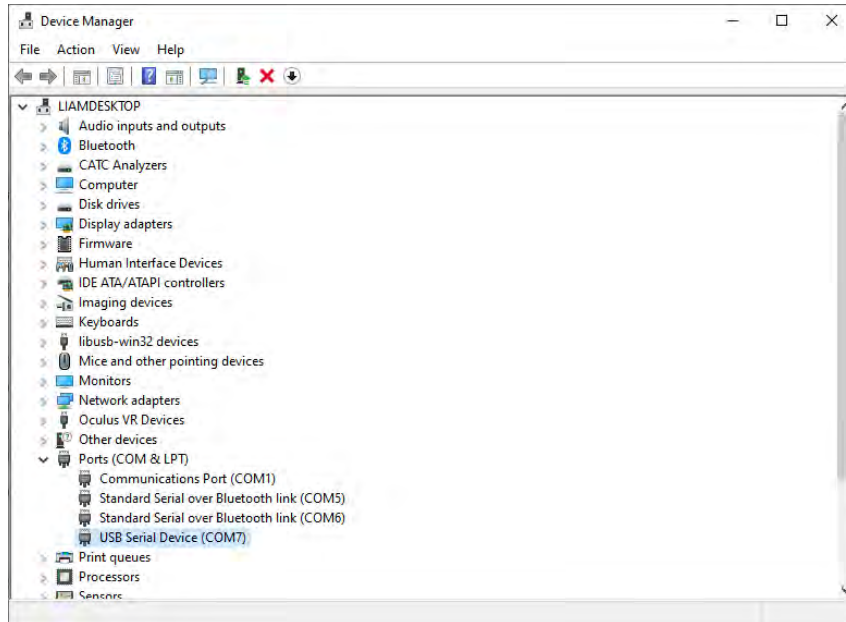 Device Manager
File Action View Help
LIAMDESKTOP
Audio inputs and outputs
Bluetooth
CATC Analyzers
Computer
Disk drives
Display adapters
Firmware
Human Interface Devices
IDE ATA/ATAPI controllers
Imaging devices
Keyboards
libusb-win32 devices
Mice and other pointing devices
Monitors
Network adapters
Oculus VR Devices
Other devices
Ports (COM & LPT)
Communications Port (COM1)
Standard Serial over Bluetooth link (COM5)
Standard Serial over Bluetooth link (COM6)
USB Serial Device (COM7)
Print queues
Processors
Sensors